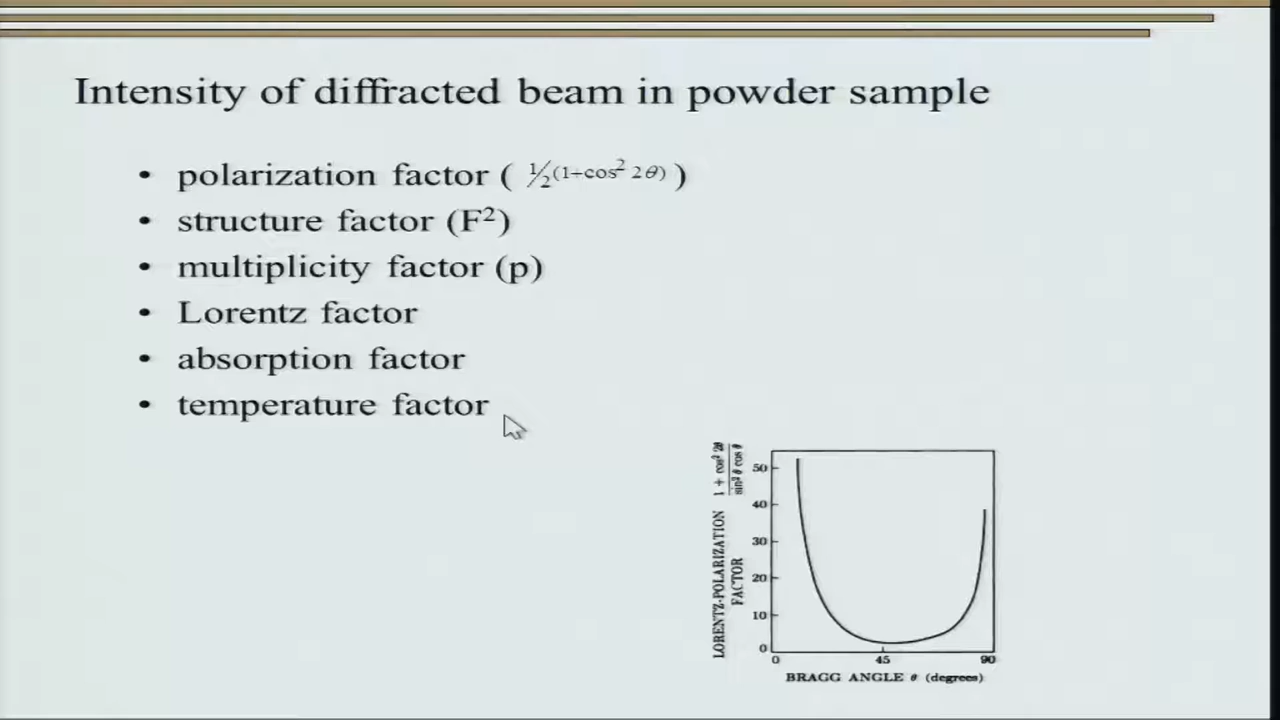 Intensity of diffracted beam in powder sample
• polarization factor ( ½(1+cos² 2θ) )
• structure factor (F²)
• multiplicity factor (p)
• Lorentz factor
• absorption factor
• temperature factor
LORENTZ-POLARIZATION FACTOR
1 + cos² 2θ
sin² θ cos θ
50
40
30
20
10
0
0 45 90
BRAGG ANGLE θ (degrees)